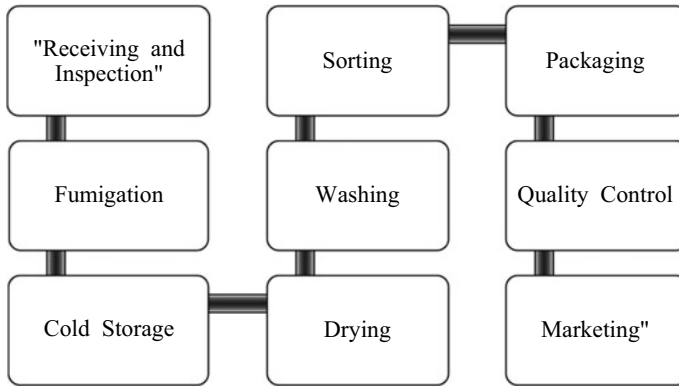 "Receiving and
Inspection"
Fumigation
Cold Storage
Drying
Washing
Sorting
Packaging
Quality Control
Marketing"